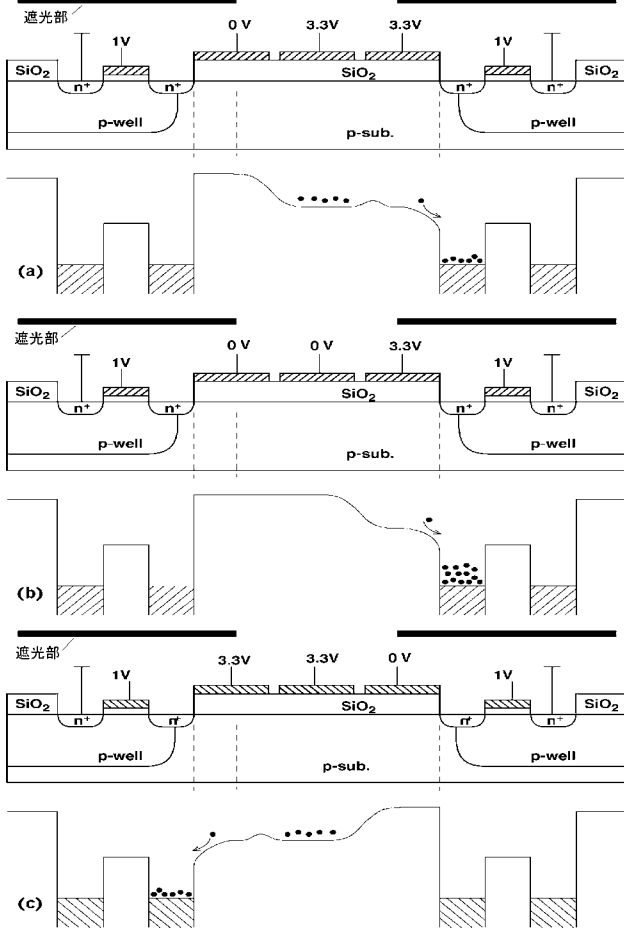 遮光部
0 V 3.3V 3.3V
1V 1V
SiO2 SiO2 SiO2
n+ n+ n+ n+
p-well p-sub. p-well
(a)
遮光部
0 V 0 V 3.3V
1V 1V
SiO2 SiO2 SiO2
n+ n+ n+ n+
p-well p-sub. p-well
(b)
遮光部
3.3V 3.3V 0 V
1V 1V
SiO2 SiO2 SiO2
n+ n+ n+ n+
p-well p-sub. p-well
(c)